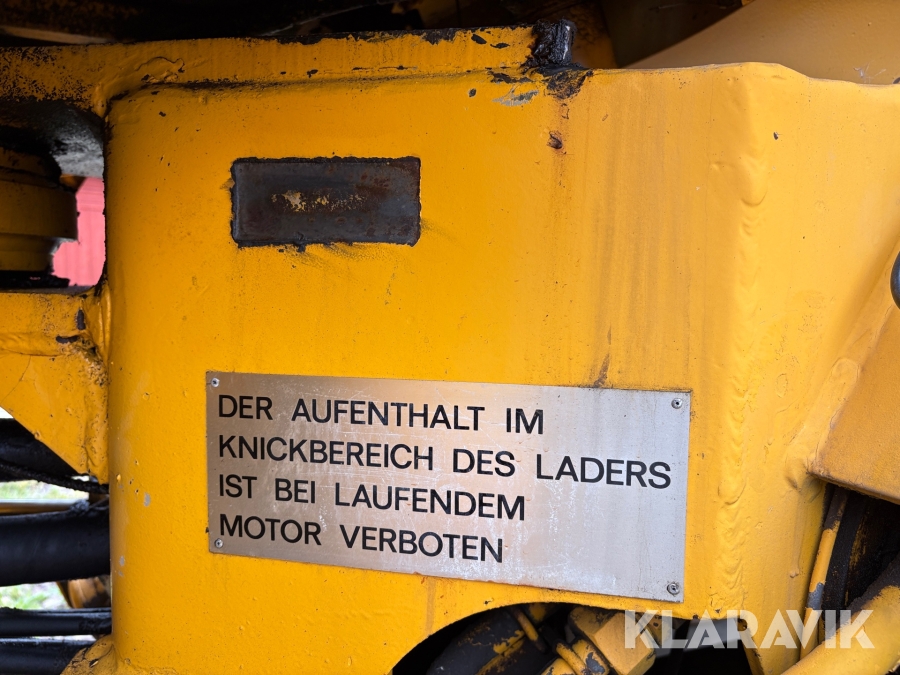 DER AUFENTHALT IM
KNICKBEREICH DES LADERS
IST BEI LAUFENDEM
MOTOR VERBOTEN
KLARAVIK